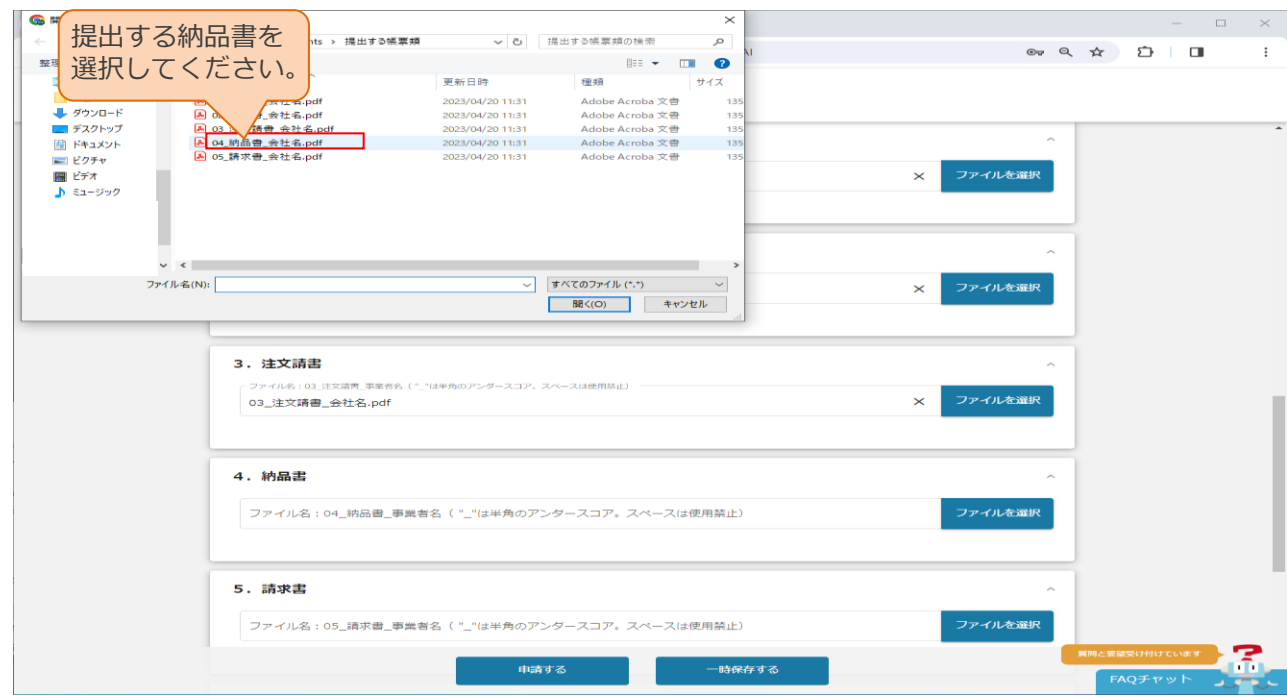 提出する納品書を
選択してください。
nts › 提出する帳票類
提出する帳票類の検索
更新日時
種類
サイズ
会社名.pdf
2023/04/20 11:31
Adobe Acroba 文書
135
会社名.pdf
2023/04/20 11:31
Adobe Acroba 文書
135
請書_会社名.pdf
2023/04/20 11:31
Adobe Acroba 文書
135
04_納品書_会社名.pdf
2023/04/20 11:31
Adobe Acroba 文書
135
05_請求書_会社名.pdf
2023/04/20 11:31
Adobe Acroba 文書
135
ダウンロード
デスクトップ
ドキュメント
ピクチャ
ビデオ
ミュージック
ファイル名(N):
すべてのファイル (*.*)
開く(O)
キャンセル
ファイルを選択
ファイルを選択
3. 注文請書
ファイル名:03_注文請書_事業者名("_"は半角のアンダースコア。スペースは使用禁止)
03_注文請書_会社名.pdf
ファイルを選択
4. 納品書
ファイル名:04_納品書_事業者名("_"は半角のアンダースコア。スペースは使用禁止)
ファイルを選択
5. 請求書
ファイル名:05_請求書_事業者名("_"は半角のアンダースコア。スペースは使用禁止)
ファイルを選択
申請する
一時保存する
質問と要望受け付けています
FAQチャット